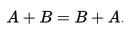 A + B = B + A.